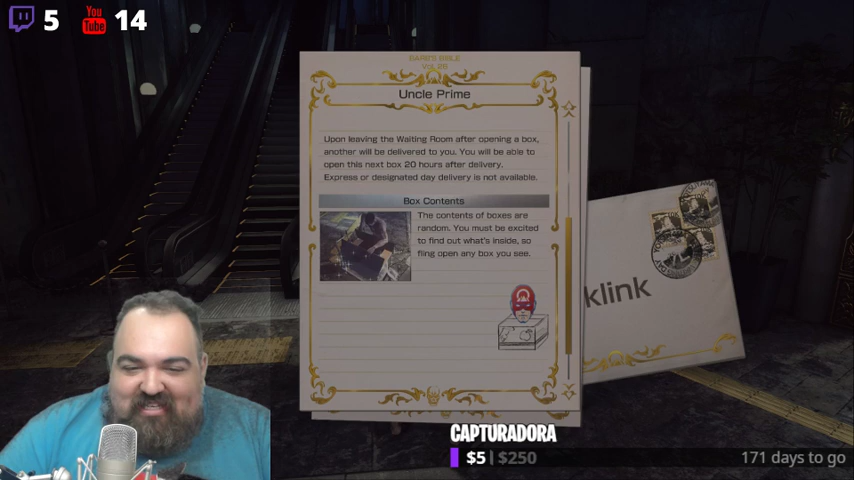 5
You
Tube
14
Vol. 26
Uncle Prime
Upon leaving the Waiting Room after opening a box,
another will be delivered to you. You will be able to
open this next box 20 hours after delivery.
Express or designated day delivery is not available.
Box Contents
The contents of boxes are
random. You must be excited
to find out what's inside, so
fling open any box you see.
klink
CAPTURADORA
$5 | $250
171 days to go